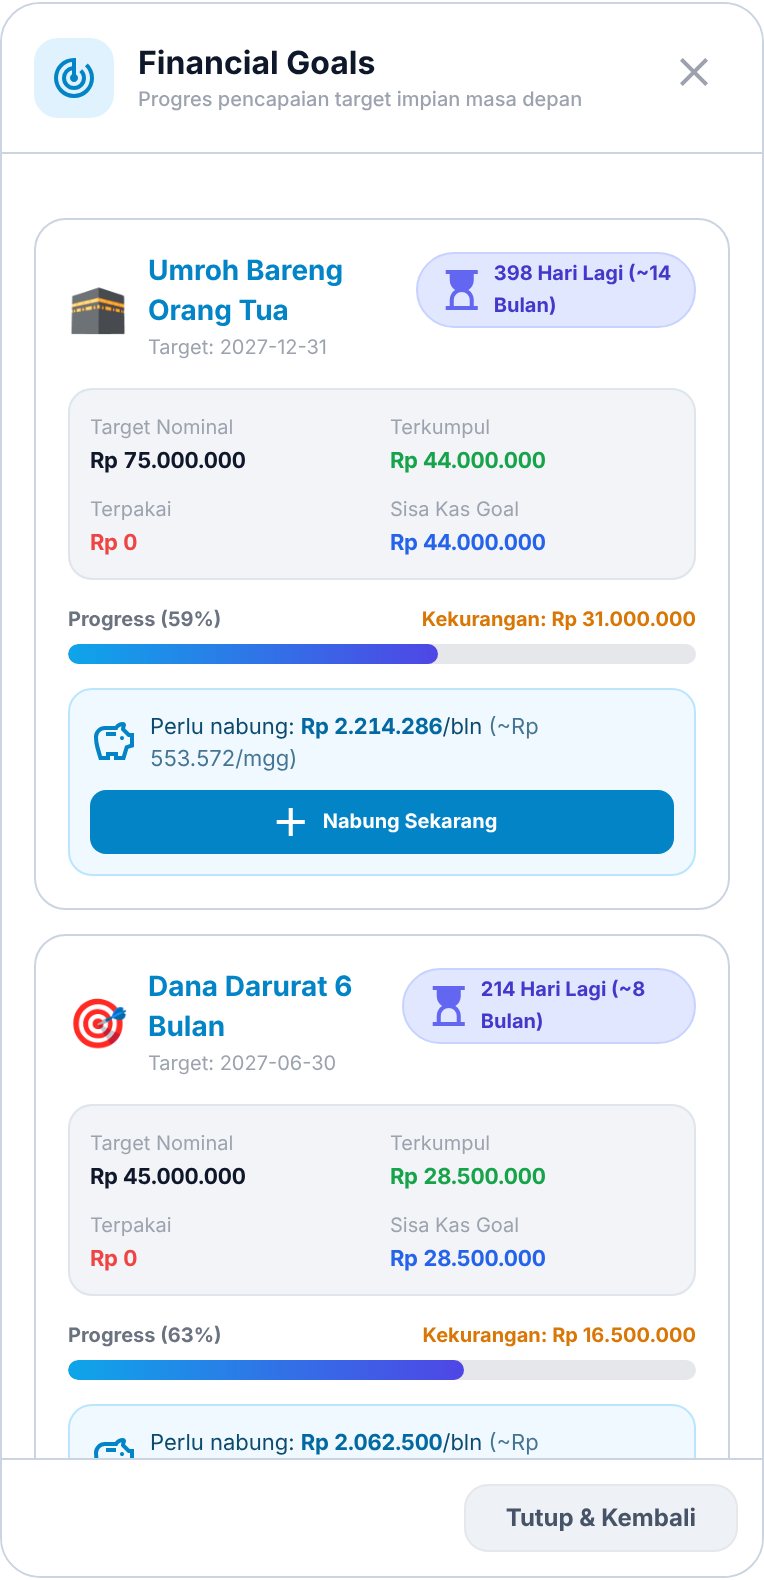 Financial Goals
Progres pencapaian target impian masa depan
Umroh Bareng
Orang Tua
Target: 2027-12-31
398 Hari Lagi (~14
Bulan)
Target Nominal
Rp 75.000.000
Terkumpul
Rp 44.000.000
Terpakai
Rp 0
Sisa Kas Goal
Rp 44.000.000
Progress (59%)
Kekurangan: Rp 31.000.000
Perlu nabung: Rp 2.214.286/bln (~Rp
553.572/mgg)
Nabung Sekarang
Dana Darurat 6
Bulan
Target: 2027-06-30
214 Hari Lagi (~8
Bulan)
Target Nominal
Rp 45.000.000
Terkumpul
Rp 28.500.000
Terpakai
Rp 0
Sisa Kas Goal
Rp 28.500.000
Progress (63%)
Kekurangan: Rp 16.500.000
Perlu nabung: Rp 2.062.500/bln (~Rp
Tutup & Kembali